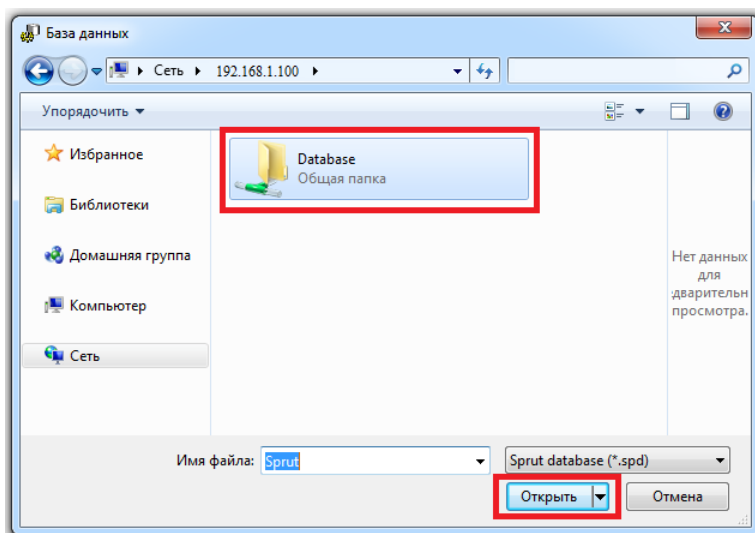 База данных
Сеть 192.168.1.100
Упорядочить
Избранное
Библиотеки
Домашняя группа
Компьютер
Сеть
Database
Общая папка
Нет данных
для
дварительн
просмотра.
Имя файла: Sprut
Sprut database (*.spd)
Открыть
Отмена